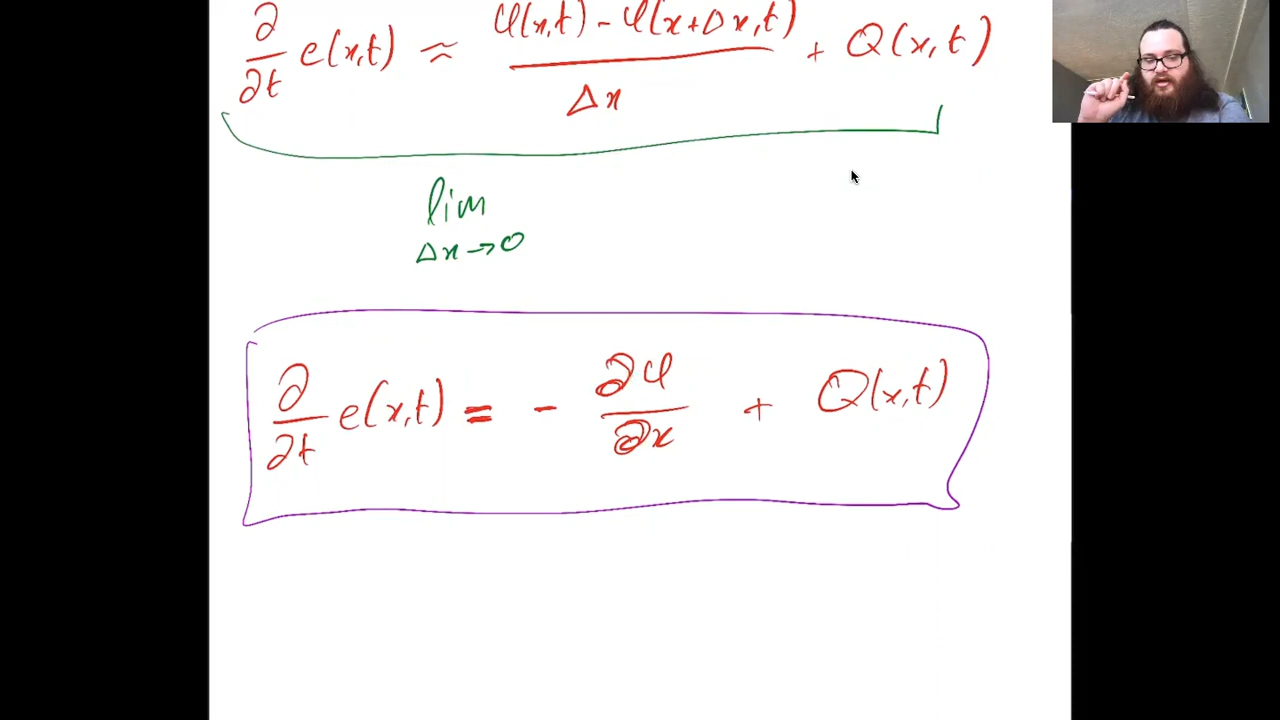 ∂/∂t e(x,t) ≈ (φ(x,t) - φ(x+Δx,t))/Δx + Q(x,t)
lim Δx→0
∂/∂t e(x,t) = - ∂φ/∂x + Q(x,t)